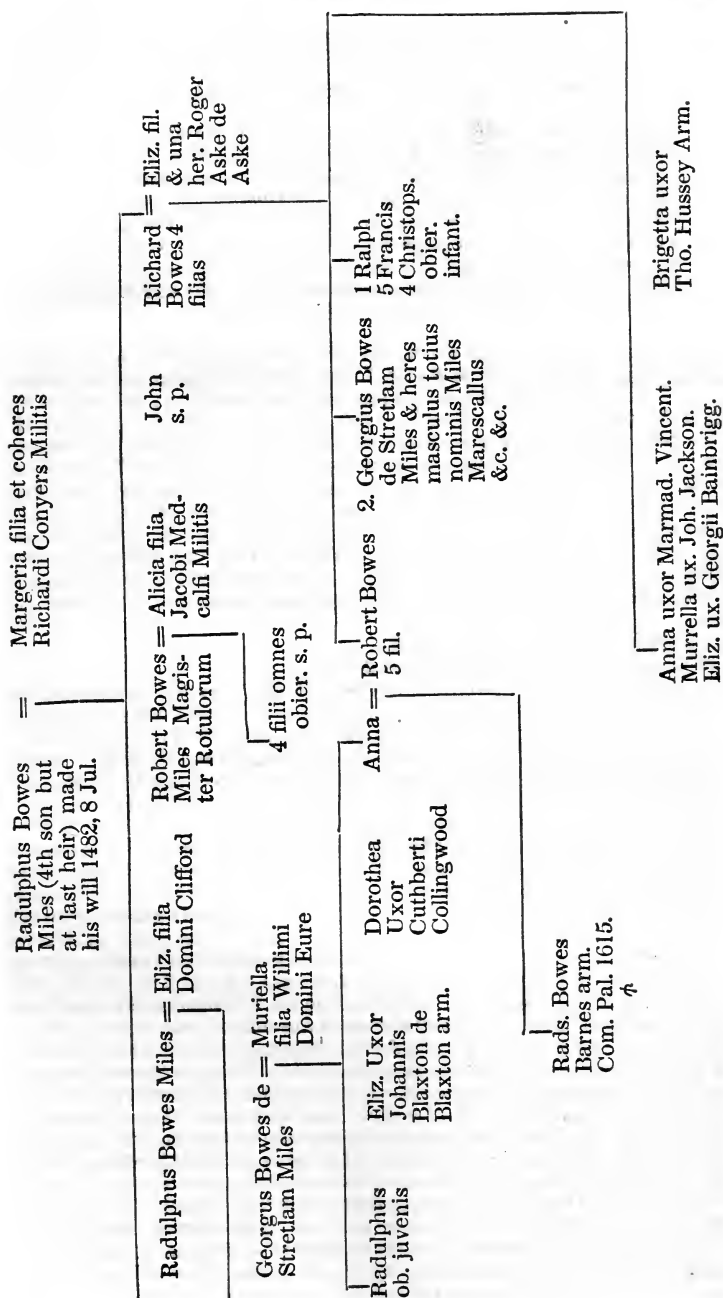 Radulphus Bowes
Miles (4th son but
at last heir) made
his will 1482, 8 Jul.
=
Margeria filia et coheres
Richardi Conyers Militis
Radulphus Bowes Miles = Eliz. filia
Domini Clifford
Robert Bowes = Alicia filia
Miles Magis- Jacobi Med-
ter Rotulorum calfi Militis
John
s. p.
Richard = Eliz. fil.
Bowes 4 & una
filias her. Roger
Aske de
Aske
Georgus Bowes de = Muriella
Stretlam Miles filia Willimi
Domini Eure
4 filii omnes
obier. s. p.
Radulphus
ob. juvenis
Eliz. Uxor
Johannis
Blaxton de
Blaxton arm.
Dorothea
Uxor
Cuthberti
Collingwood
Anna = Robert Bowes
5 fil.
2. Georgius Bowes
de Stretlam
Miles & heres
masculus totius
nominis Miles
Marescallus
&c. &c.
1 Ralph
5 Francis
4 Christops.
obier.
infant.
Rads. Bowes
Barnes arm.
Com. Pal. 1615.
Anna uxor Marmad. Vincent.
Murrella ux. Joh. Jackson.
Eliz. ux. Georgii Bainbrigg.
Brigetta uxor
Tho. Hussey Arm.